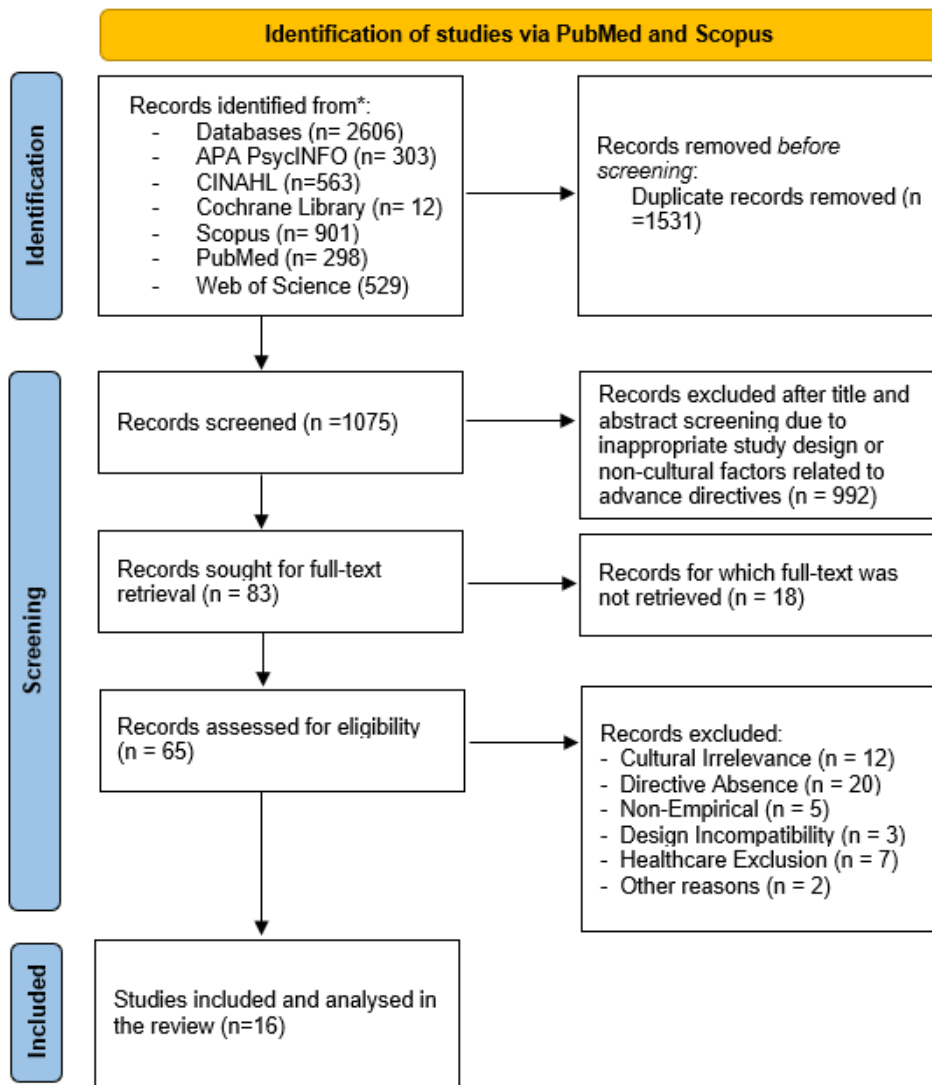 Identification of studies via PubMed and Scopus
Identification
Records identified from*:
- Databases (n= 2606)
- APA PsycINFO (n= 303)
- CINAHL (n=563)
- Cochrane Library (n= 12)
- Scopus (n= 901)
- PubMed (n= 298)
- Web of Science (529)
Records removed before
screening:
Duplicate records removed (n
=1531)
Screening
Records screened (n =1075)
Records excluded after title and
abstract screening due to
inappropriate study design or
non-cultural factors related to
advance directives (n = 992)
Records sought for full-text
retrieval (n = 83)
Records for which full-text was
not retrieved (n = 18)
Records assessed for eligibility
(n = 65)
Records excluded:
- Cultural Irrelevance (n = 12)
- Directive Absence (n = 20)
- Non-Empirical (n = 5)
- Design Incompatibility (n = 3)
- Healthcare Exclusion (n = 7)
- Other reasons (n = 2)
Included
Studies included and analysed in
the review (n=16)